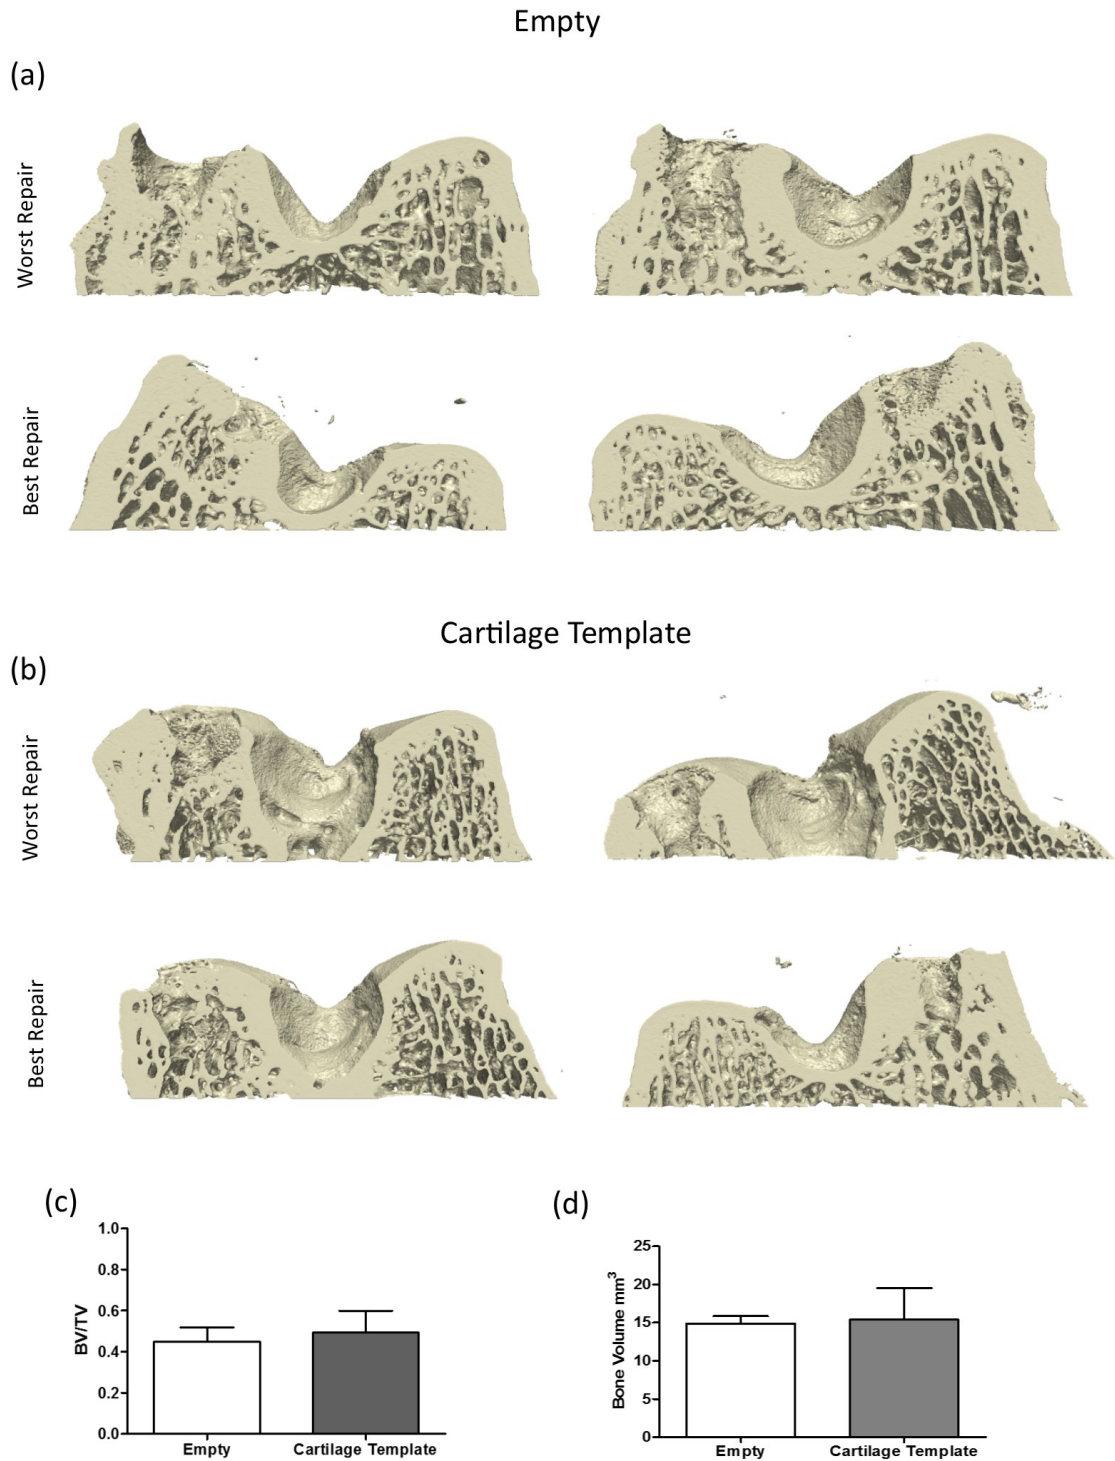 Empty
(a)
Worst Repair
Best Repair
Cartilage Template
(b)
Worst Repair
Best Repair
(c)
BV/TV
1.0
0.8
0.6
0.4
0.2
0.0
Empty Cartilage Template
(d)
Bone Volume mm³
25
20
15
10
5
0
Empty Cartilage Template